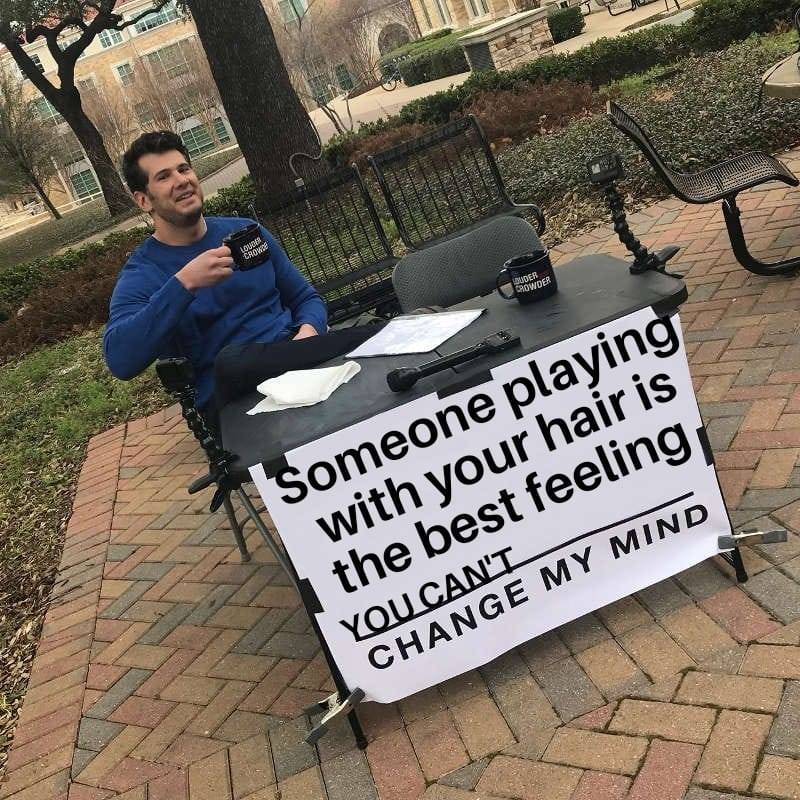 LOUDER
CROWDER
LOUDER
CROWDER
Someone playing
with your hair is
the best feeling
YOU CAN'T
CHANGE MY MIND